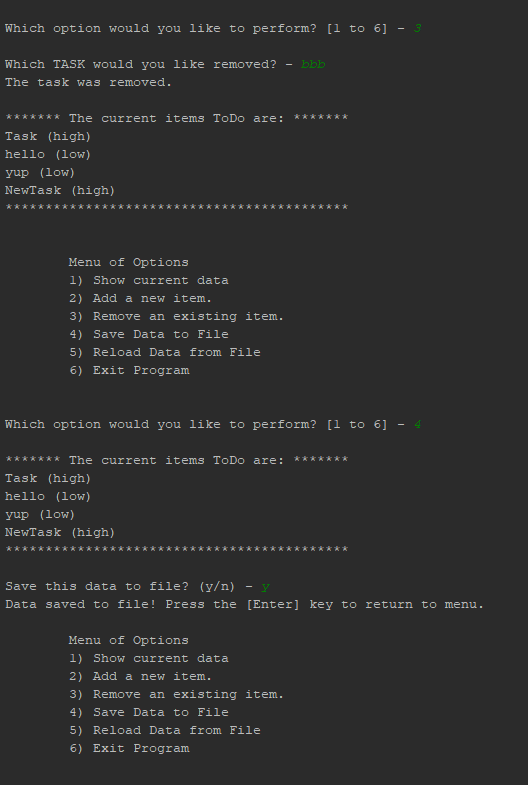 Which option would you like to perform? [1 to 6] - 3
Which TASK would you like removed? - bbb
The task was removed.
******* The current items ToDo are: *******
Task (high)
hello (low)
yup (low)
NewTask (high)
*******************************************
Menu of Options
1) Show current data
2) Add a new item.
3) Remove an existing item.
4) Save Data to File
5) Reload Data from File
6) Exit Program
Which option would you like to perform? [1 to 6] - 4
******* The current items ToDo are: *******
Task (high)
hello (low)
yup (low)
NewTask (high)
*******************************************
Save this data to file? (y/n) - y
Data saved to file! Press the [Enter] key to return to menu.
Menu of Options
1) Show current data
2) Add a new item.
3) Remove an existing item.
4) Save Data to File
5) Reload Data from File
6) Exit Program